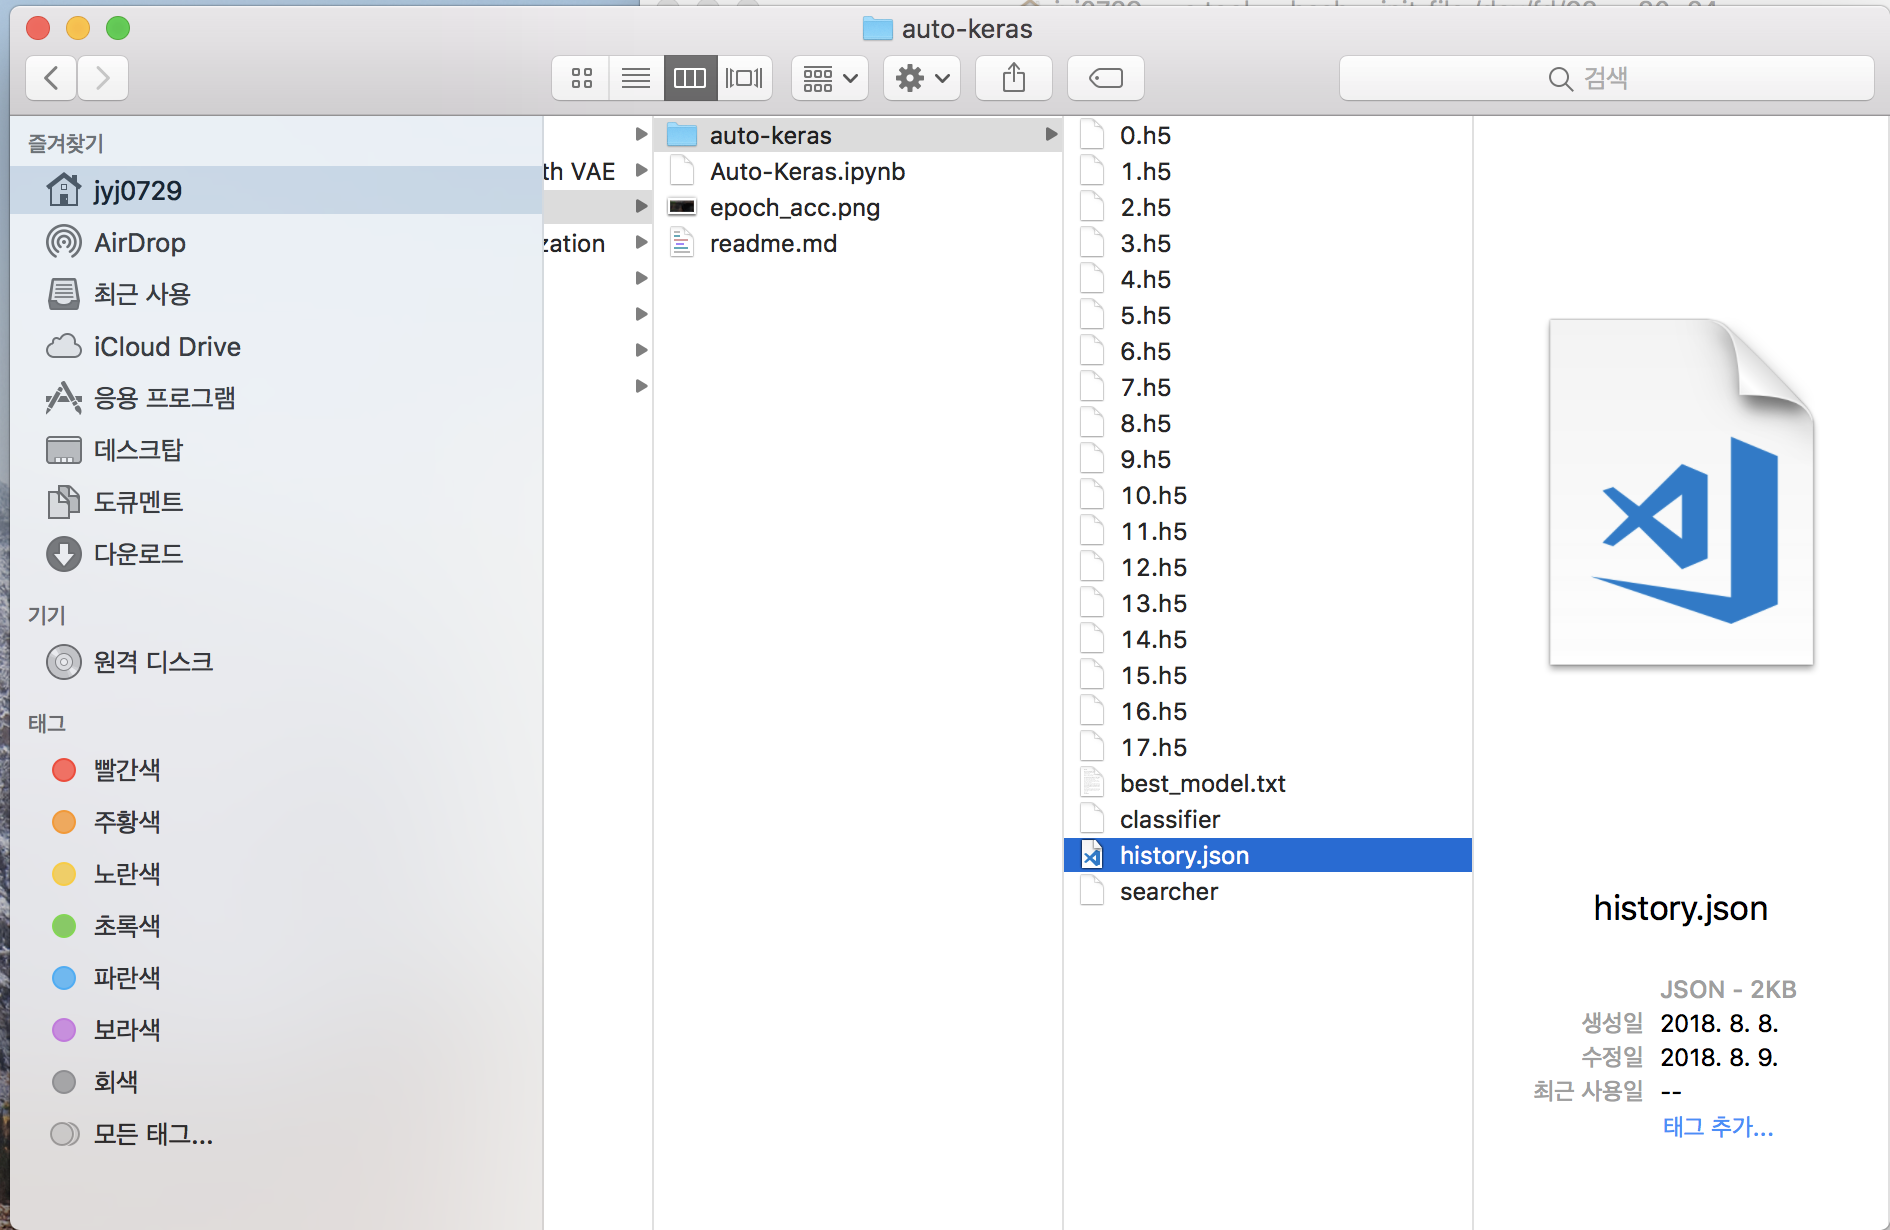 auto-keras
검색
즐겨찾기
jyj0729
AirDrop
최근 사용
iCloud Drive
응용 프로그램
데스크탑
도큐멘트
다운로드
기기
원격 디스크
태그
빨간색
주황색
노란색
초록색
파란색
보라색
회색
모든 태그...
th VAE
zation
auto-keras
Auto-Keras.ipynb
epoch_acc.png
readme.md
0.h5
1.h5
2.h5
3.h5
4.h5
5.h5
6.h5
7.h5
8.h5
9.h5
10.h5
11.h5
12.h5
13.h5
14.h5
15.h5
16.h5
17.h5
best_model.txt
classifier
history.json
searcher
history.json
JSON - 2KB
생성일 2018. 8. 8.
수정일 2018. 8. 9.
최근 사용일 --
태그 추가...